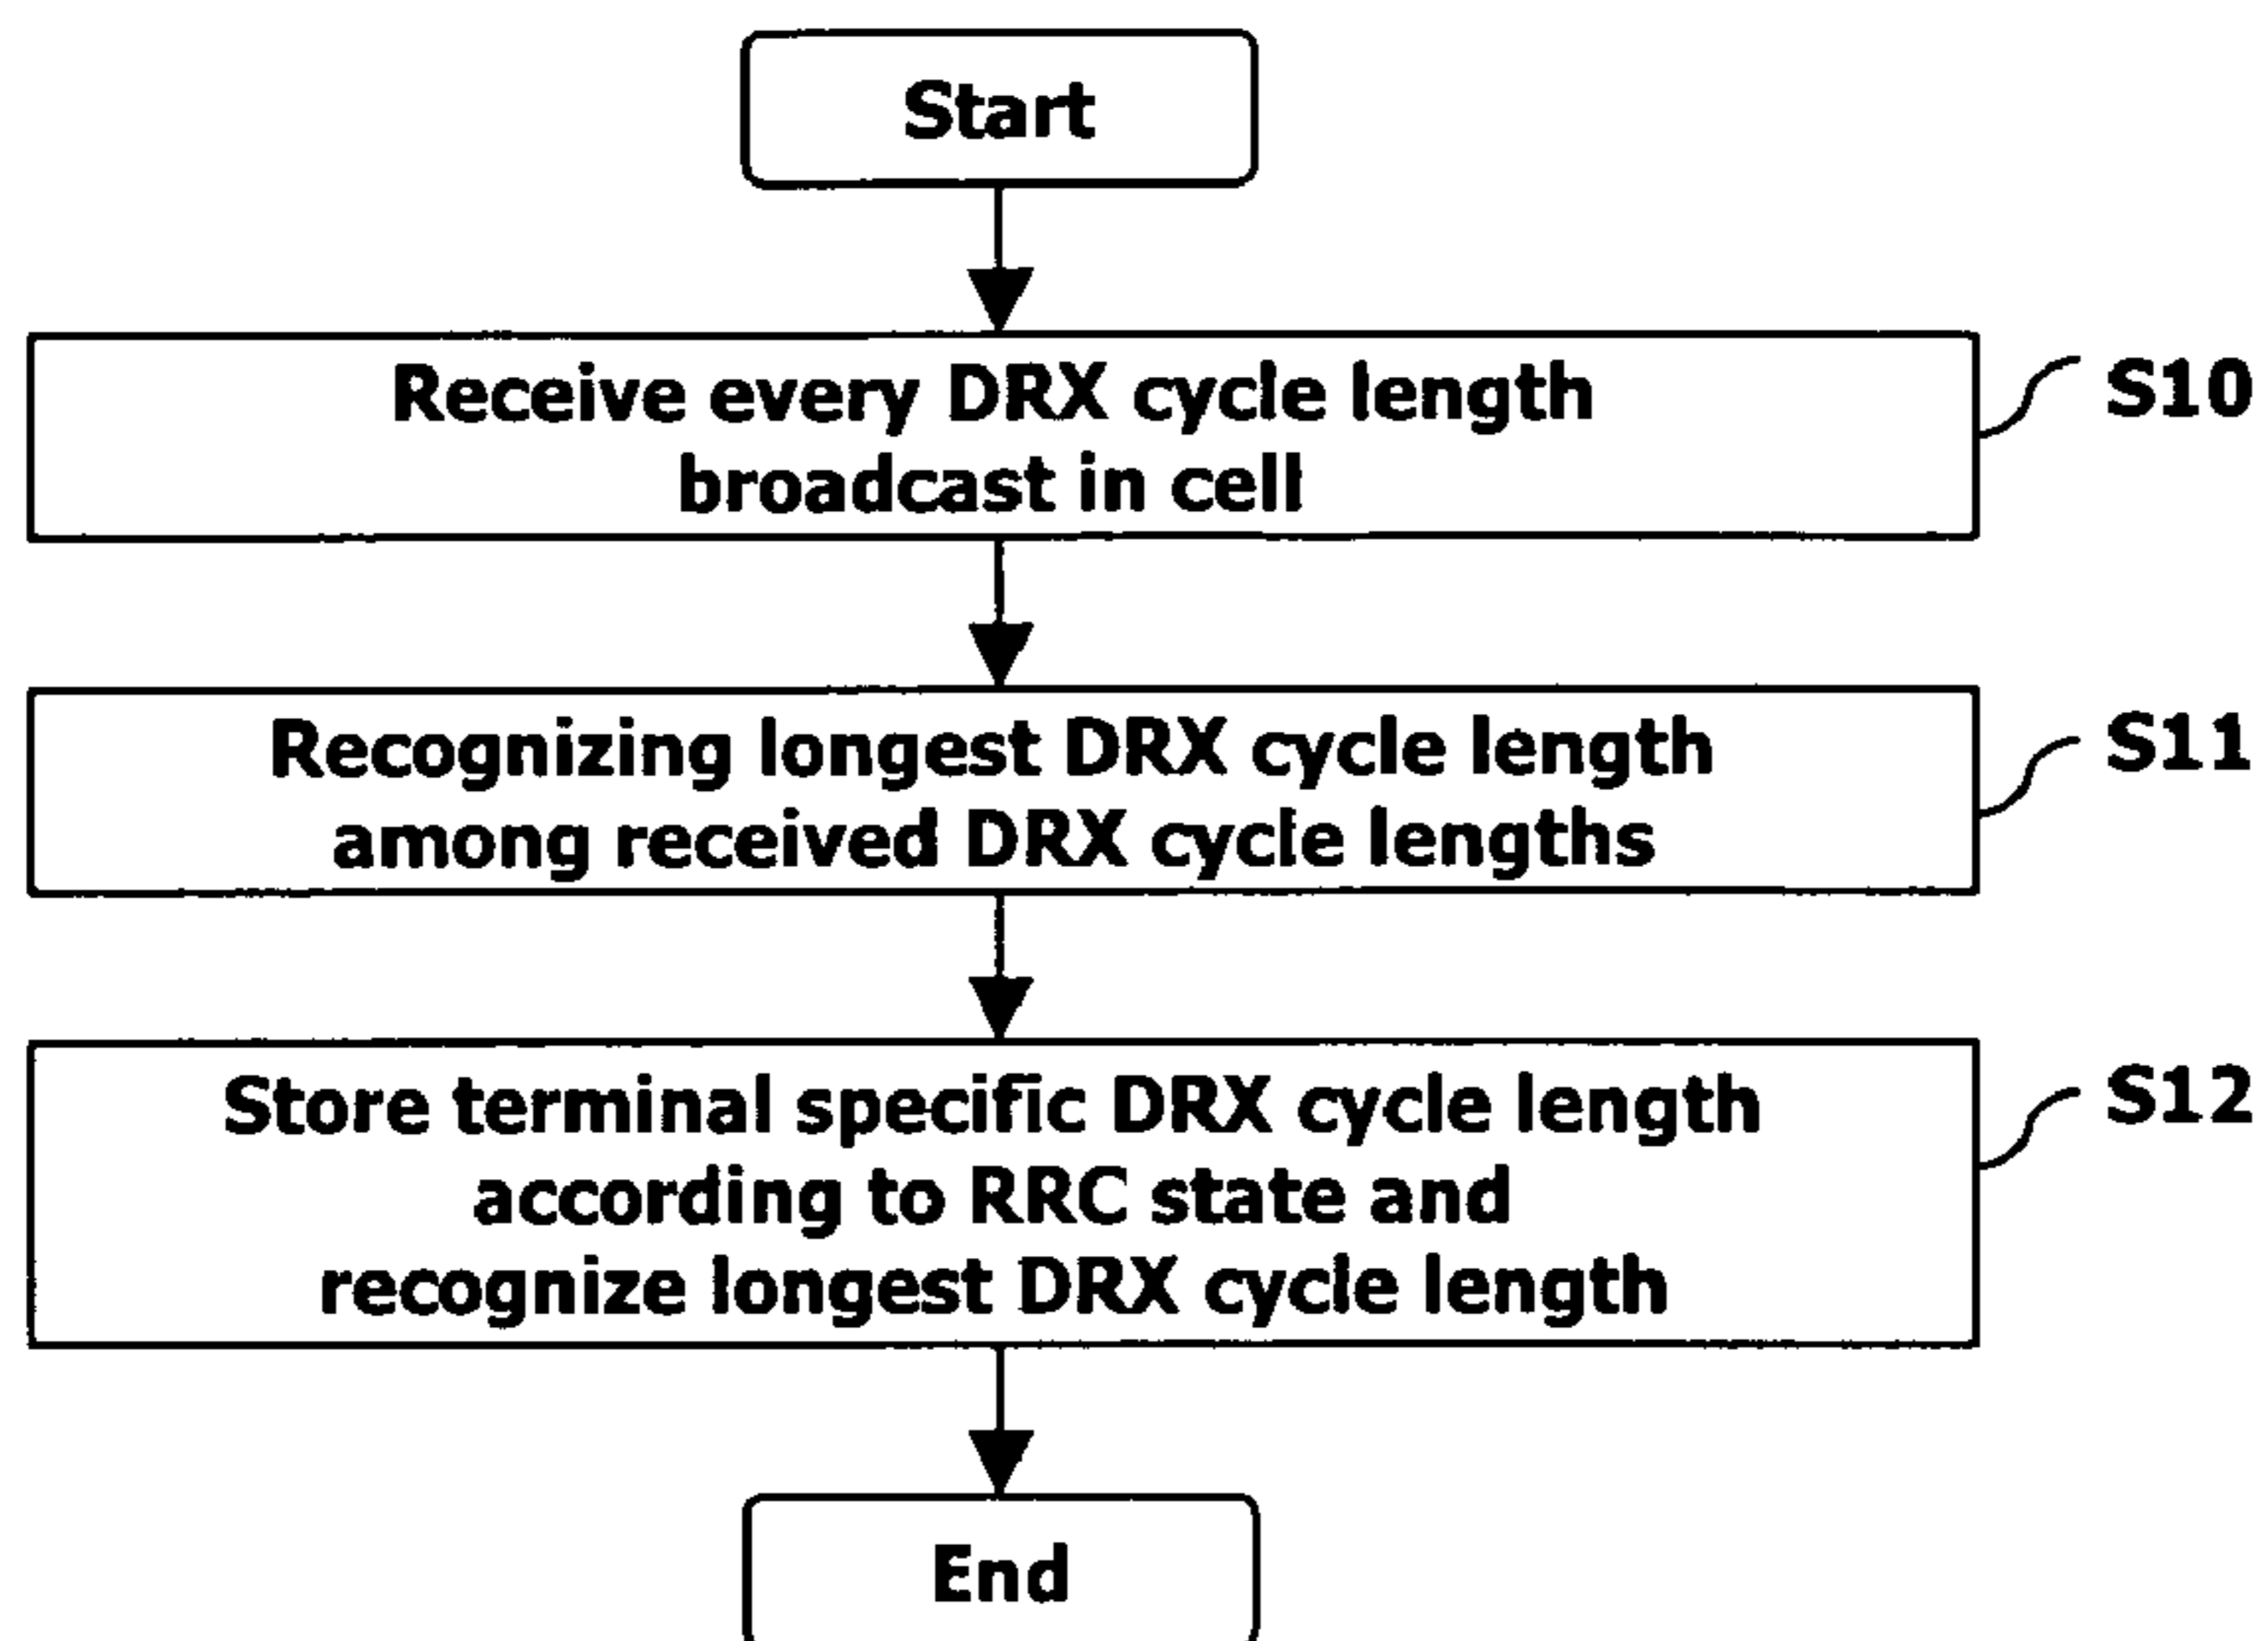 Start
Receive every DRX cycle length
broadcast in cell
S10
Recognizing longest DRX cycle length
among received DRX cycle lengths
S11
Store terminal specific DRX cycle length
according to RRC state and
recognize longest DRX cycle length
S12
End